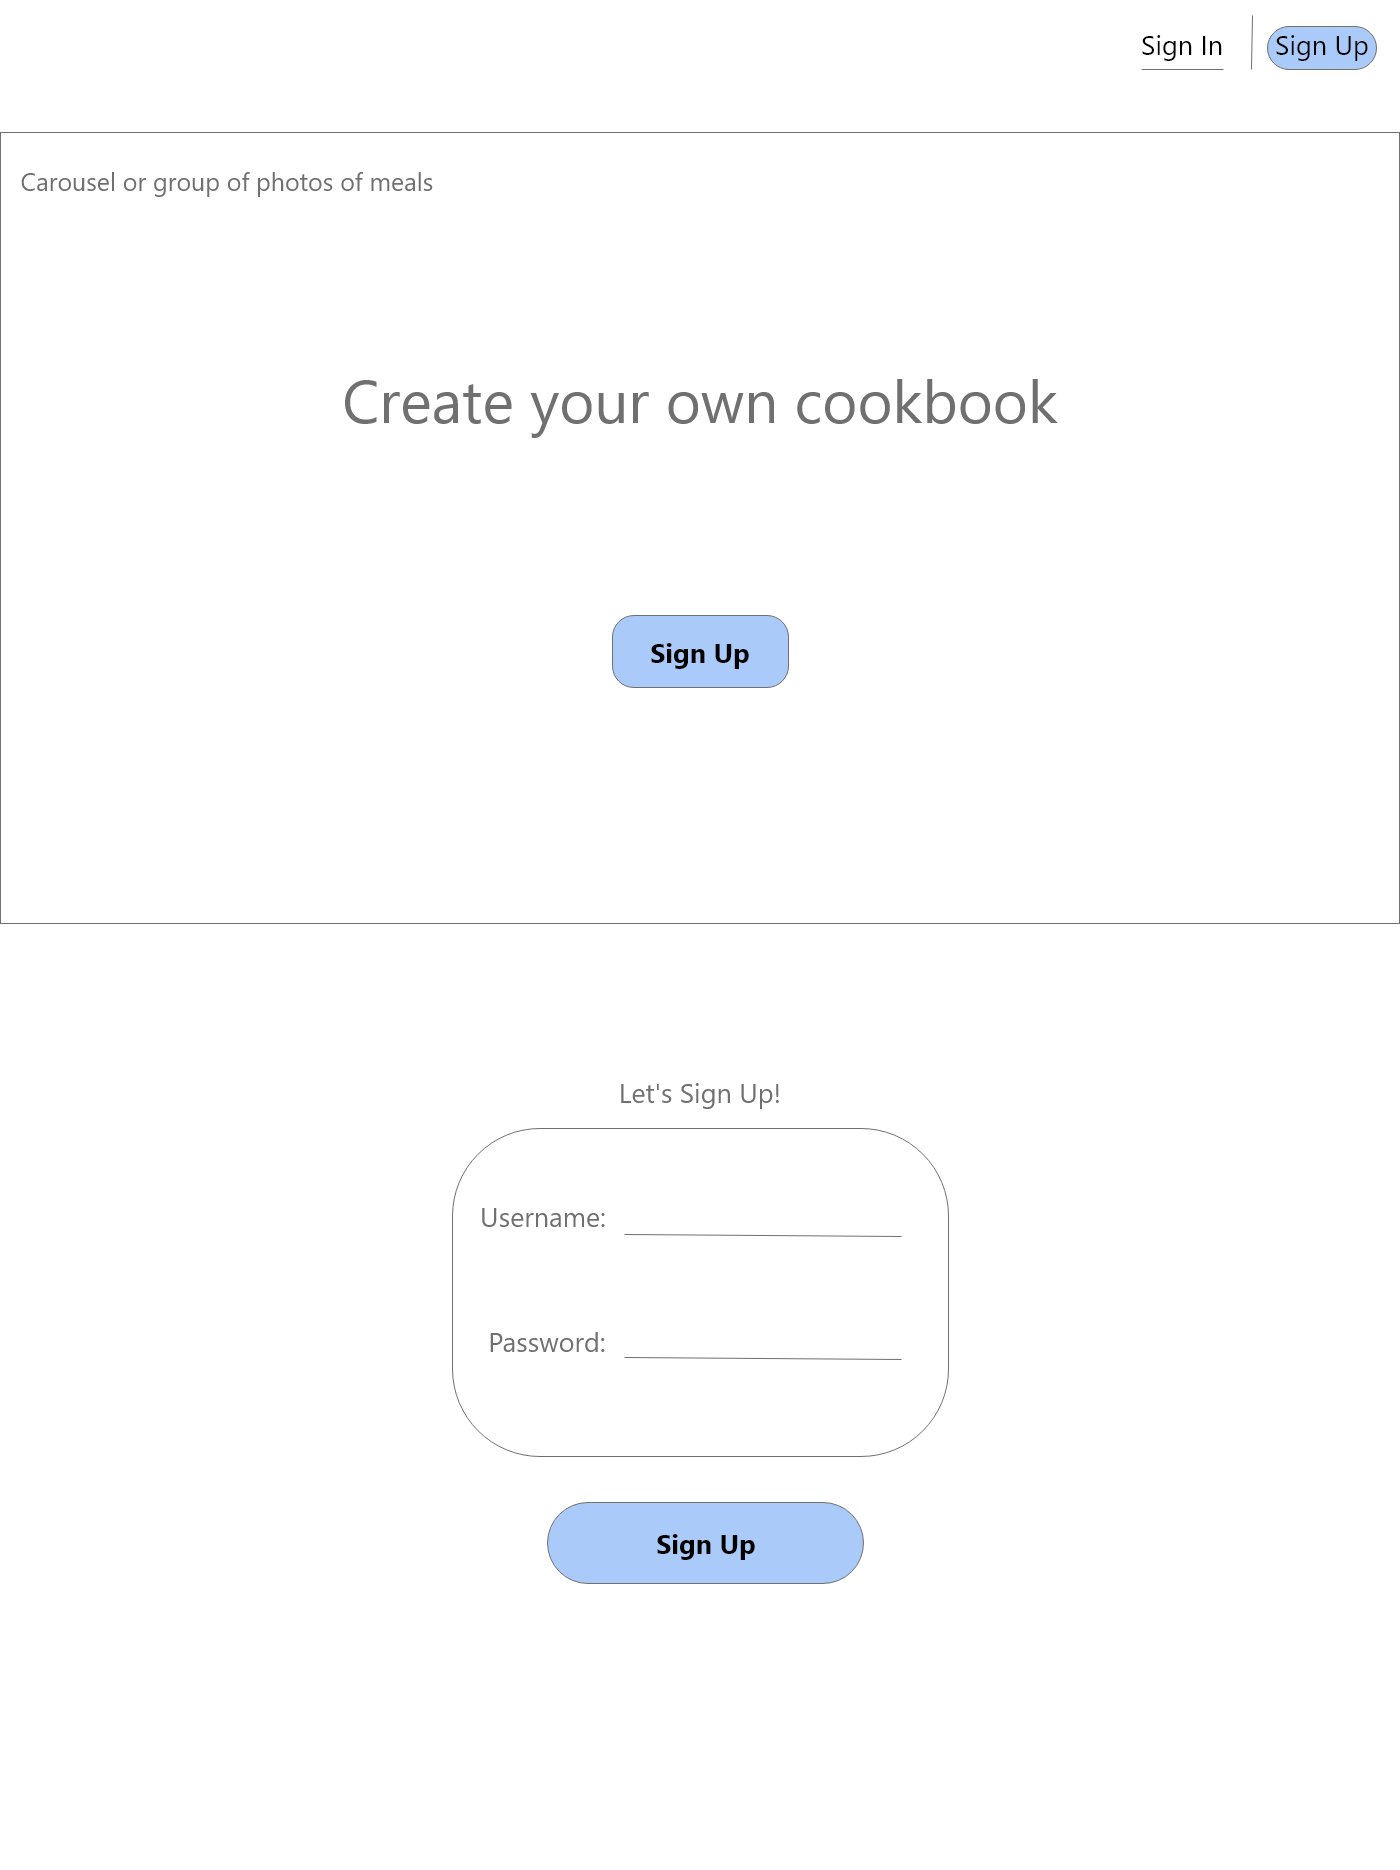 Sign In
Sign Up
Carousel or group of photos of meals
Create your own cookbook
Sign Up
Let's Sign Up!
Username:
Password:
Sign Up